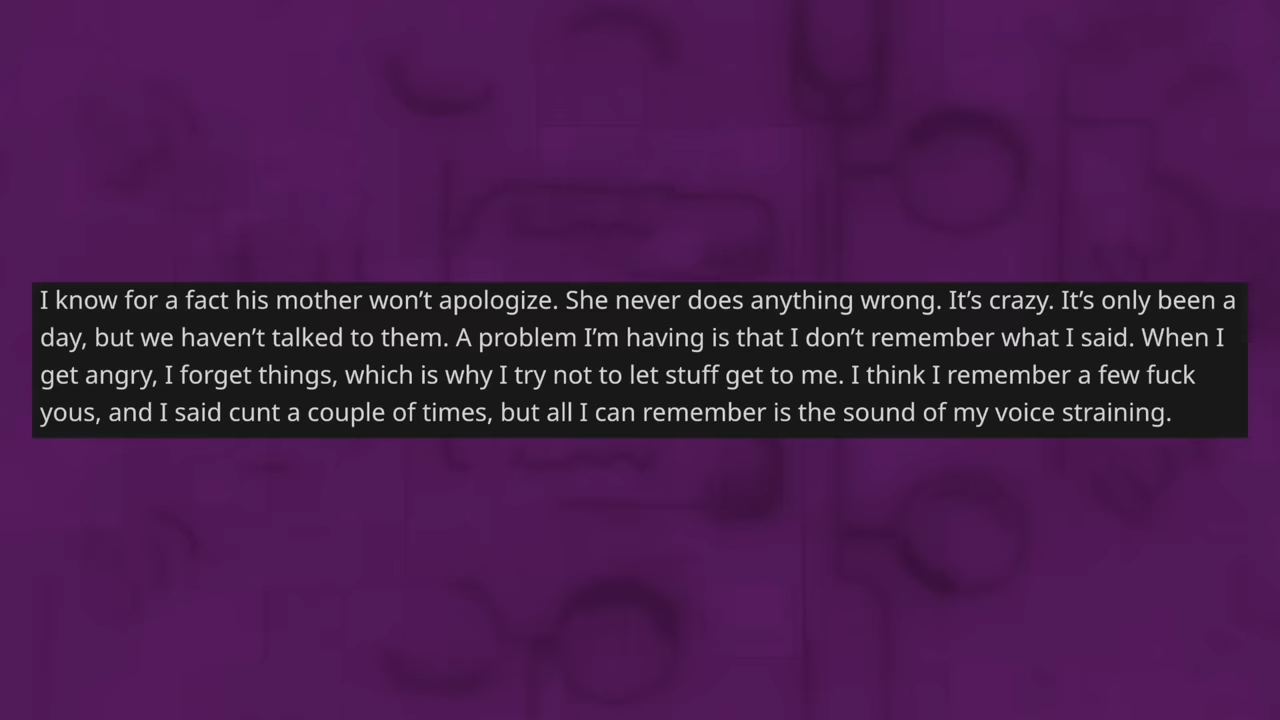 I know for a fact his mother won’t apologize. She never does anything wrong. It’s crazy. It’s only been a
day, but we haven’t talked to them. A problem I’m having is that I don’t remember what I said. When I
get angry, I forget things, which is why I try not to let stuff get to me. I think I remember a few fuck
yous, and I said cunt a couple of times, but all I can remember is the sound of my voice straining.